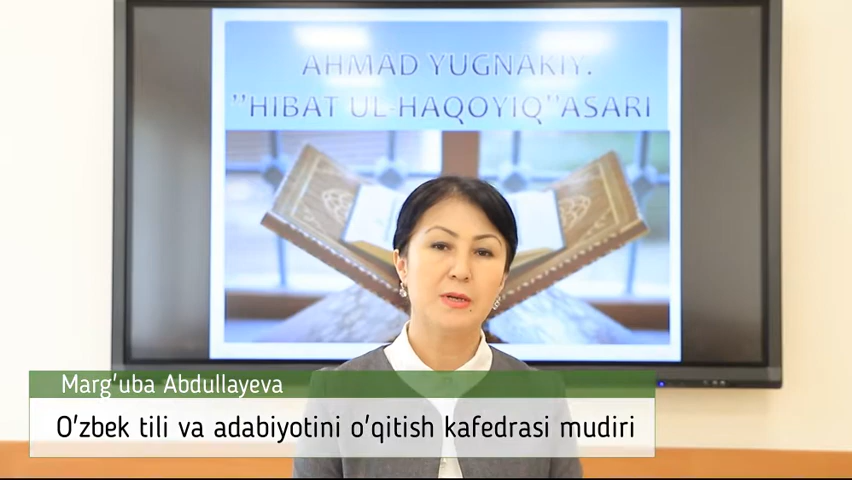 AHMAD YUGNAKIY.
"HIBAT UL-HAQOYIQ"ASARI
Marg'uba Abdullayeva
O'zbek tili va adabiyotini o'qitish kafedrasi mudiri